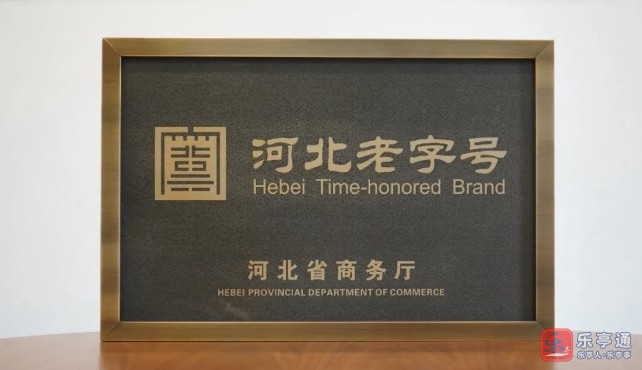 河北老字号
Hebei Time-honored Brand
河北省商务厅
HEBEI PROVINCIAL DEPARTMENT OF COMMERCE
乐亭通
乐亭人·乐亭事